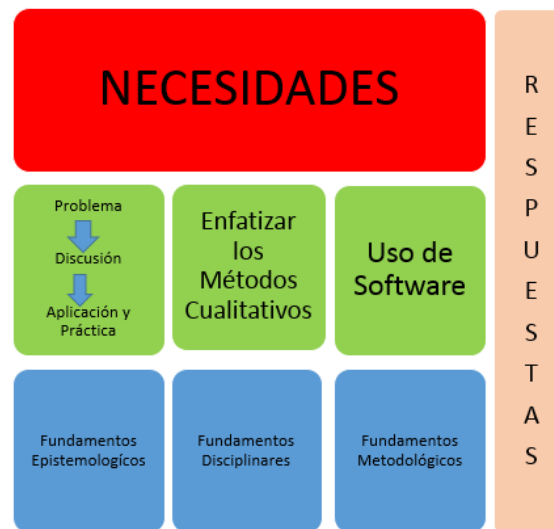 NECESIDADES
Problema
Discusión
Aplicación y
Práctica
Enfatizar
los
Métodos
Cualitativos
Uso de
Software
Fundamentos
Epistemologícos
Fundamentos
Disciplinares
Fundamentos
Metodológicos
R
E
S
P
U
E
S
T
A
S